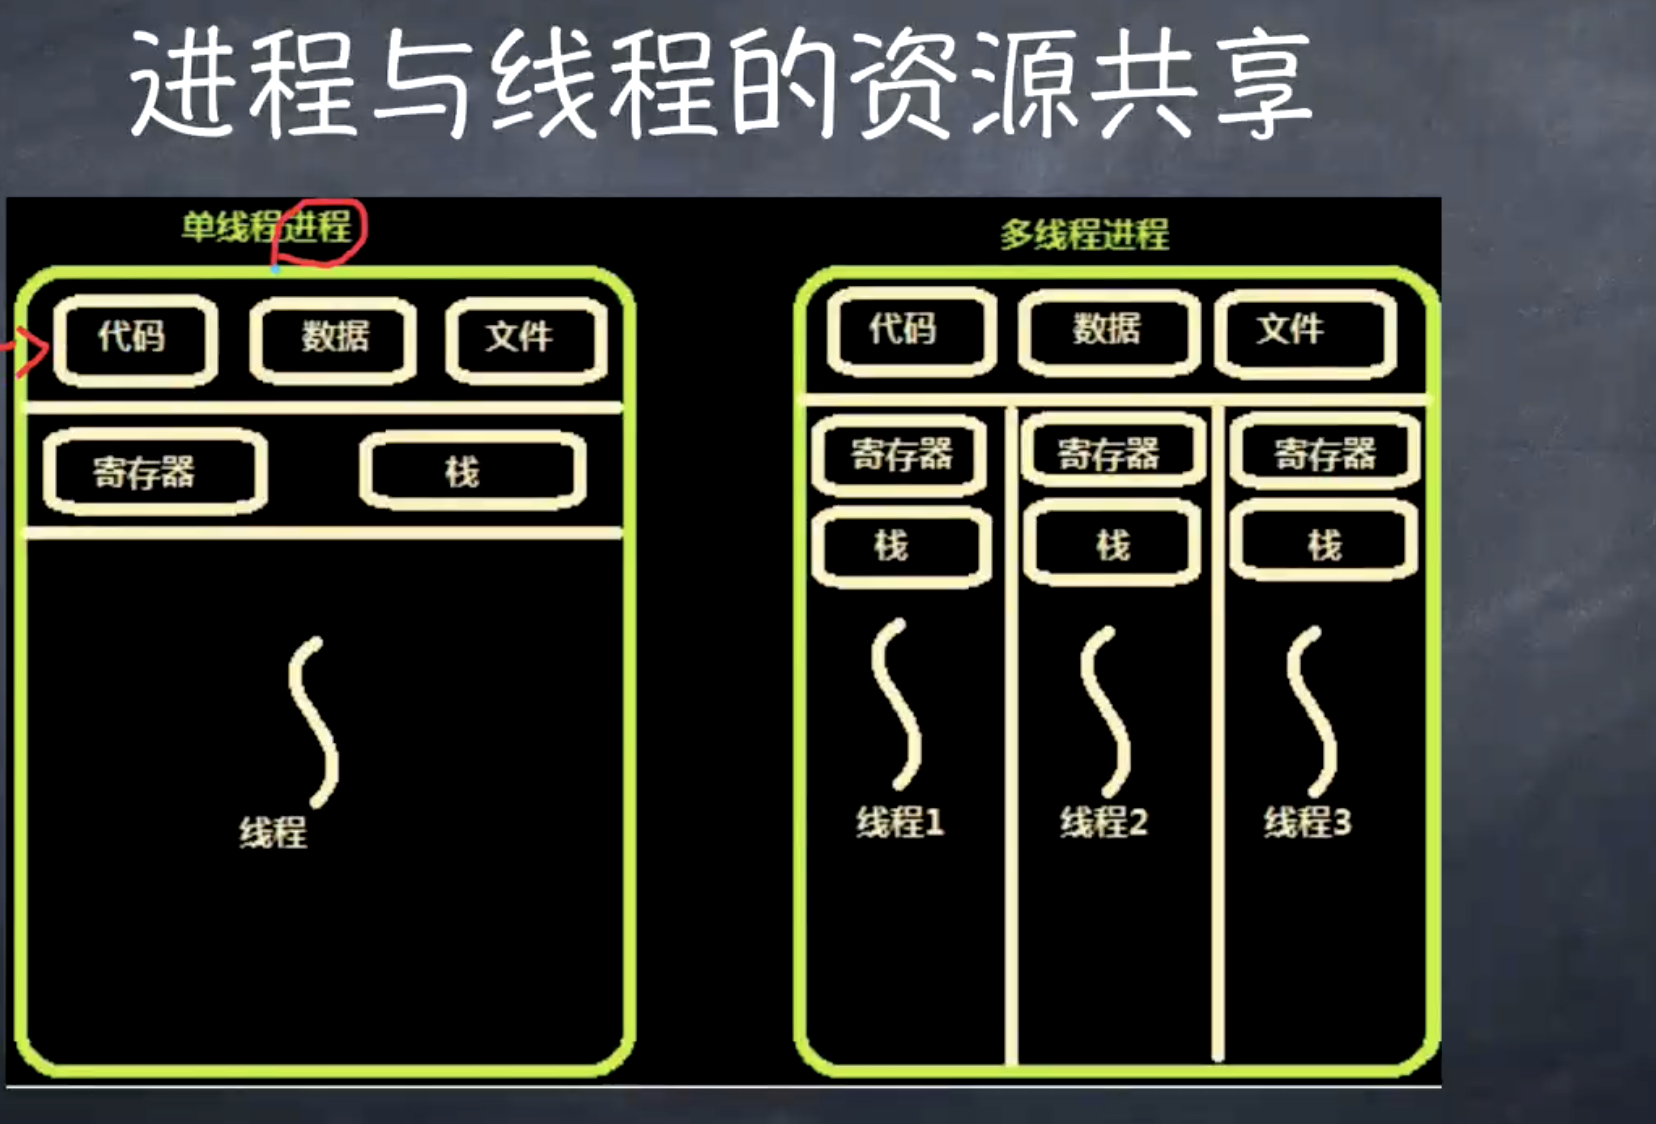 进程与线程的资源共享
单线程进程
代码 数据 文件
寄存器 栈
线程
多线程进程
代码 数据 文件
寄存器 寄存器 寄存器
栈 栈 栈
线程1 线程2 线程3